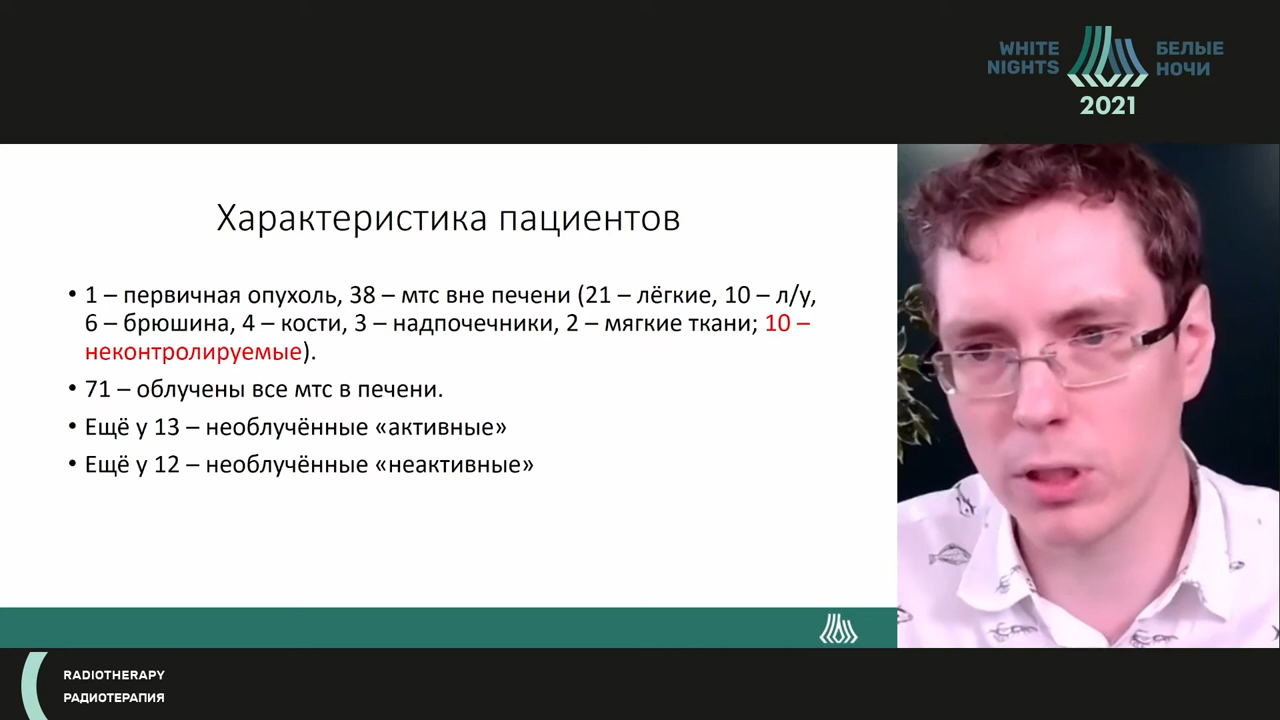 WHITE
NIGHTS
БЕЛЫЕ
НОЧИ
2021
Характеристика пациентов
• 1 – первичная опухоль, 38 – мтс вне печени (21 – лёгкие, 10 – л/у,
6 – брюшина, 4 – кости, 3 – надпочечники, 2 – мягкие ткани; 10 –
неконтролируемые).
• 71 – облучены все мтс в печени.
• Ещё у 13 – необлучённые «активные»
• Ещё у 12 – необлучённые «неактивные»
RADIOTHERAPY
РАДИОТЕРАПИЯ